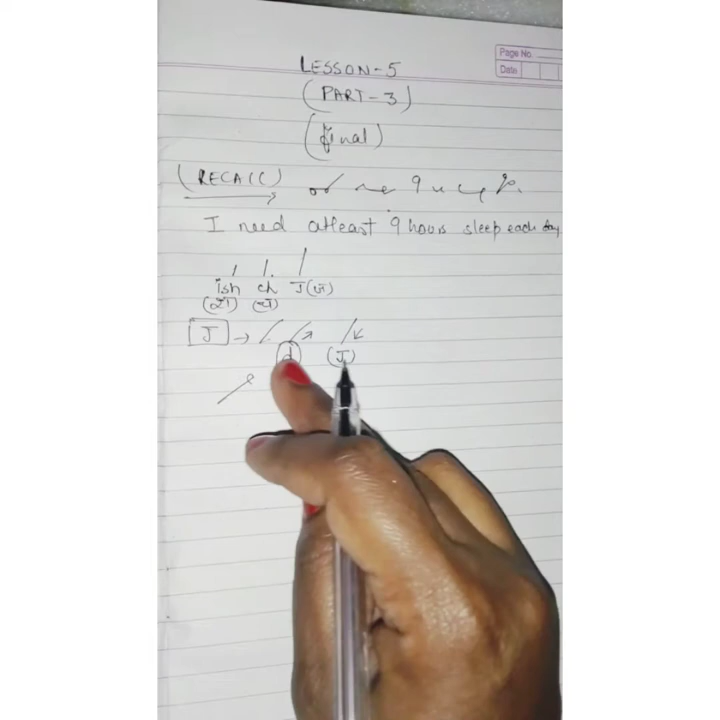 Page No.
Date
LESSON-5
(PART-3)
(final)
(RECALL)
I need atleast 9 hours sleep each day
ish ch J(ज)
(श) (च)
J
d (J)